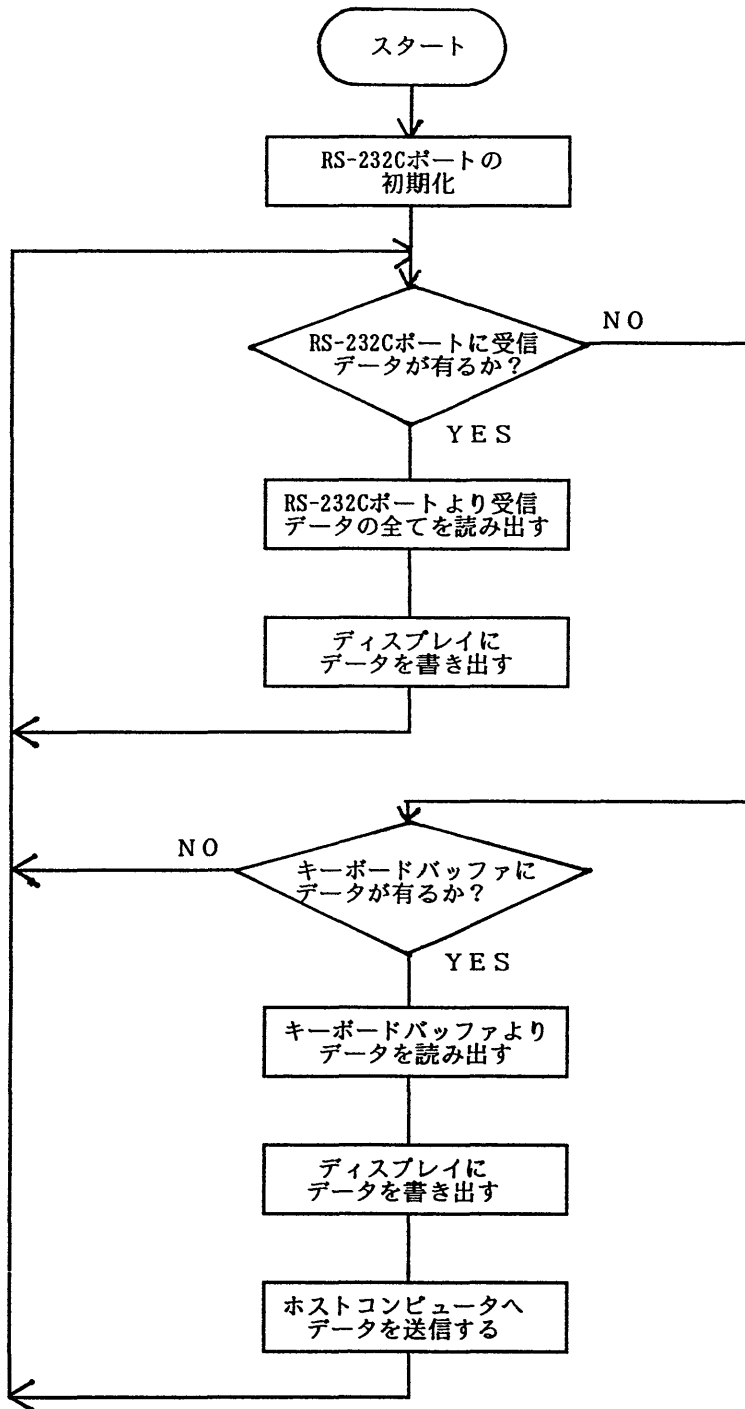 スタート
RS-232Cポートの
初期化
RS-232Cポートに受信
データが有るか？
NO
YES
RS-232Cポートより受信
データの全てを読み出す
ディスプレイに
データを書き出す
NO
キーボードバッファに
データが有るか？
YES
キーボードバッファより
データを読み出す
ディスプレイに
データを書き出す
ホストコンピュータへ
データを送信する